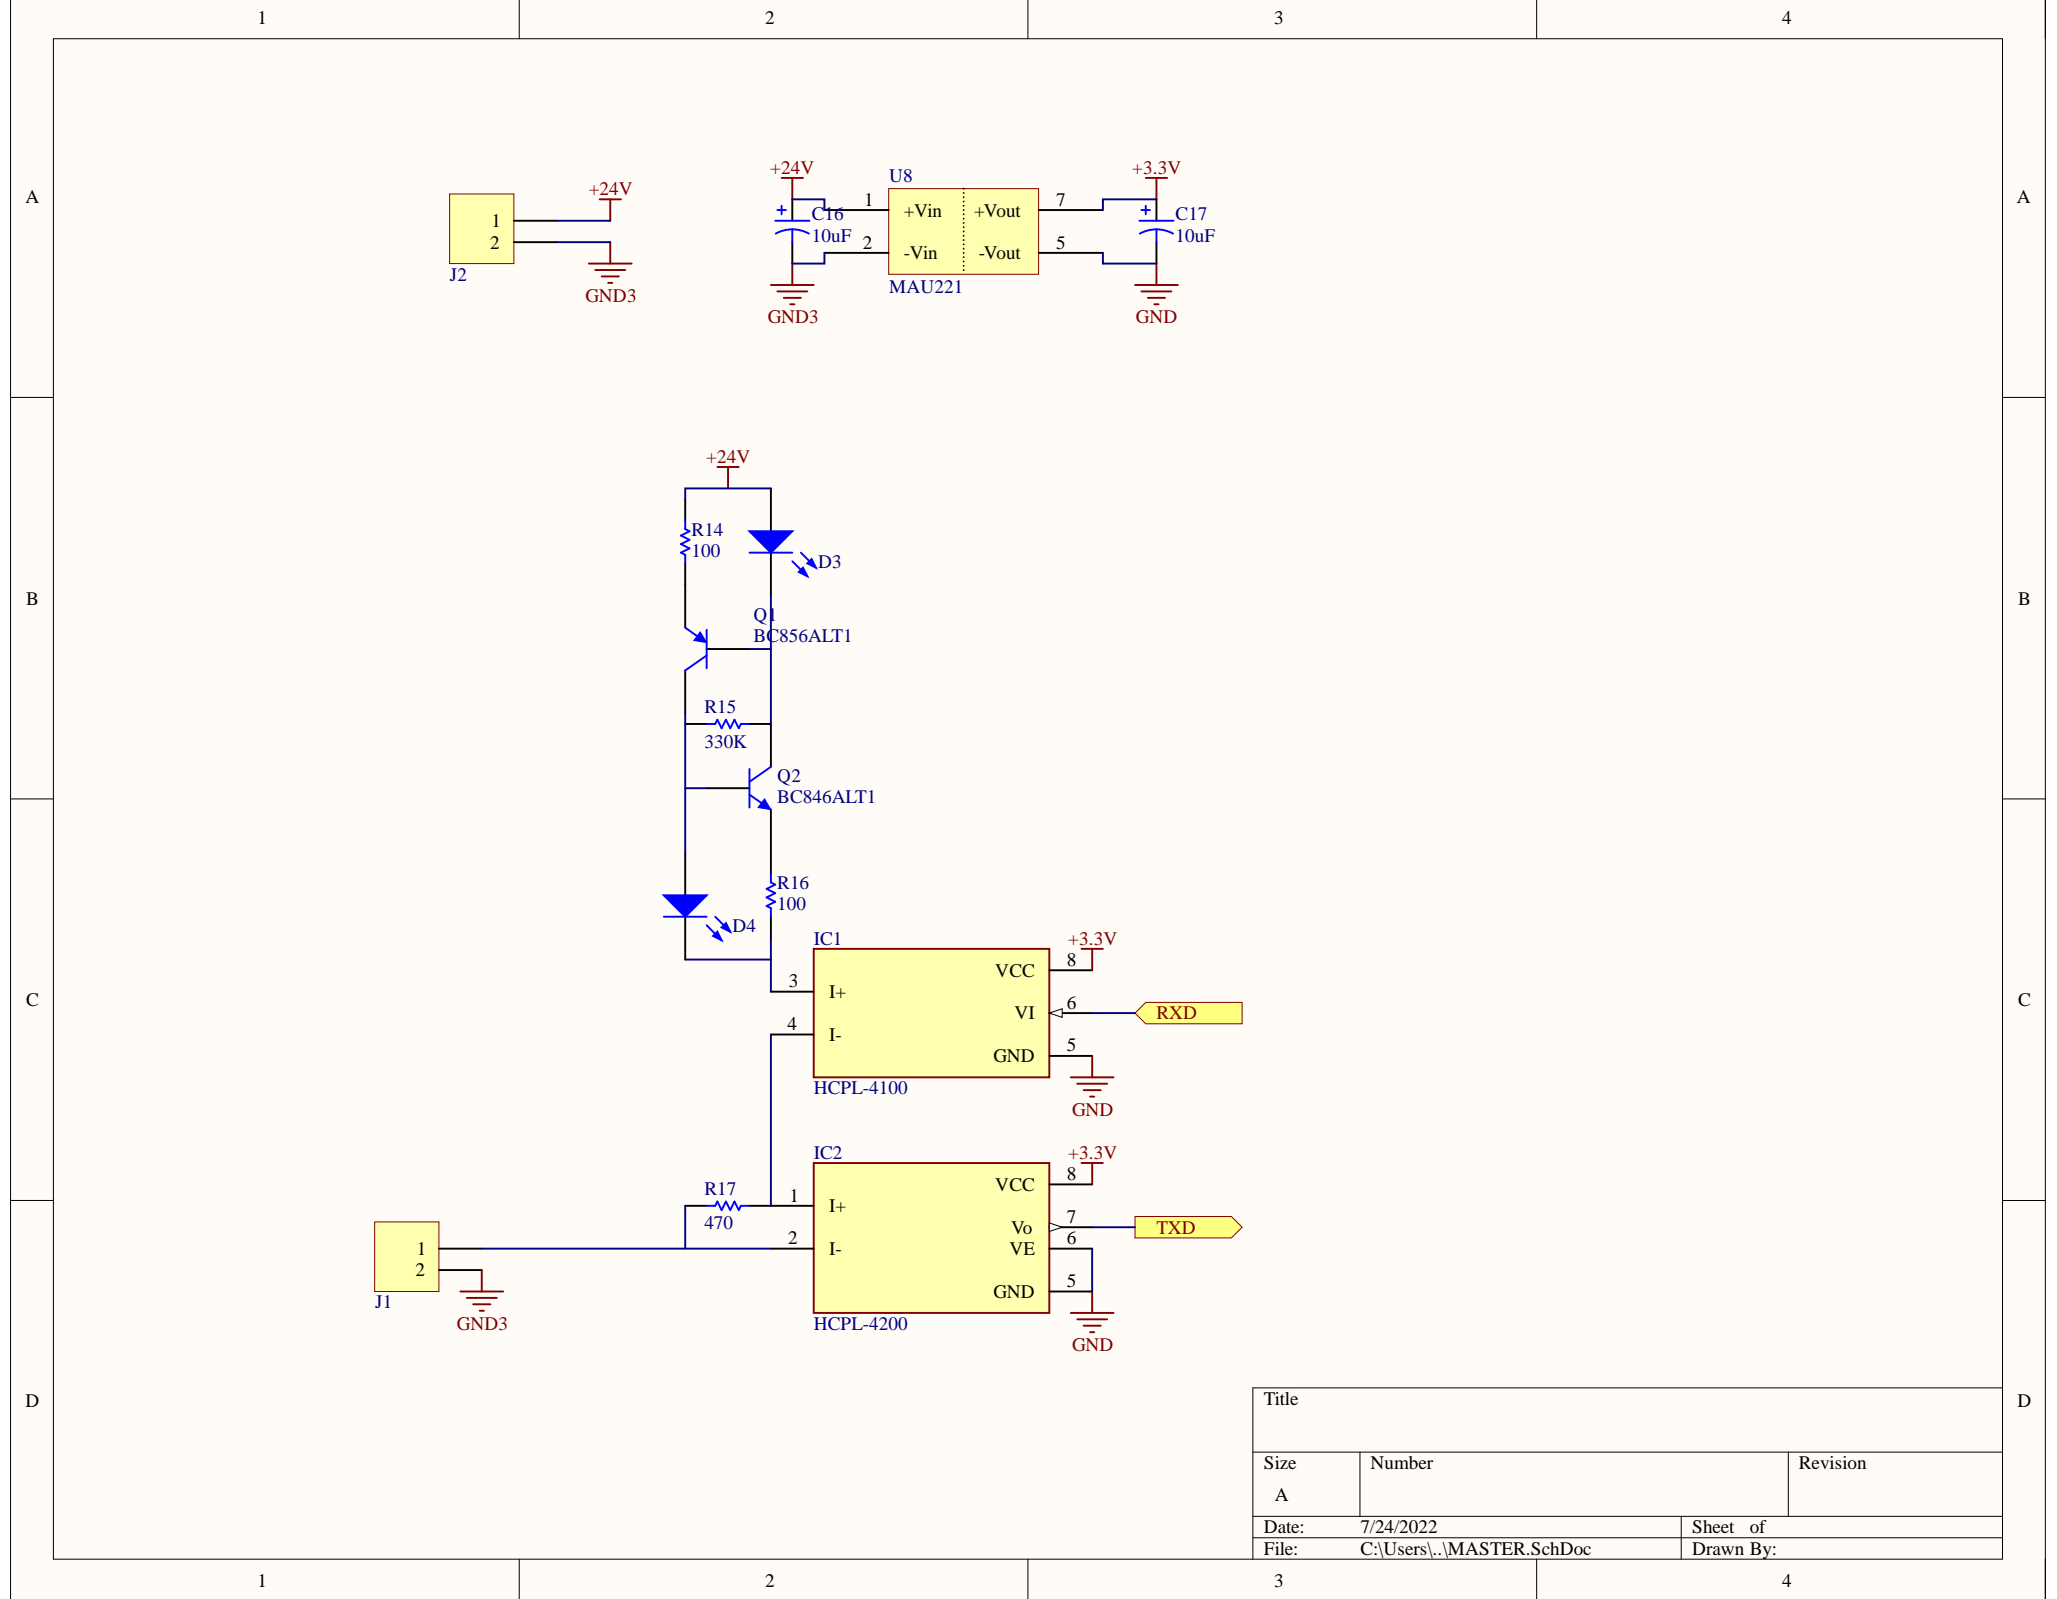 1 2 3 4
A A
+24V +3.3V
U8
+24V
1 +Vin +Vout 7
1 + C16 + C17
2 10uF 10uF
2 -Vin -Vout 5
J2
MAU221
GND3
GND3 GND
+24V
R14
100
D3
B B
Q1
BC856ALT1
R15
330K
Q2
BC846ALT1
R16
100
D4
IC1 +3.3V
VCC 8
3 I+
C C
VI 6 RXD
4 I-
GND 5
HCPL-4100
GND
IC2 +3.3V
VCC 8
R17
1 I+
470
Vo 7 TXD
1 2 I- VE 6
2
GND 5
J1
GND3 HCPL-4200
GND
D D
Title
Size Number Revision
A
Date: 7/24/2022 Sheet of
File: C:\Users\..\MASTER.SchDoc Drawn By:
1 2 3 4